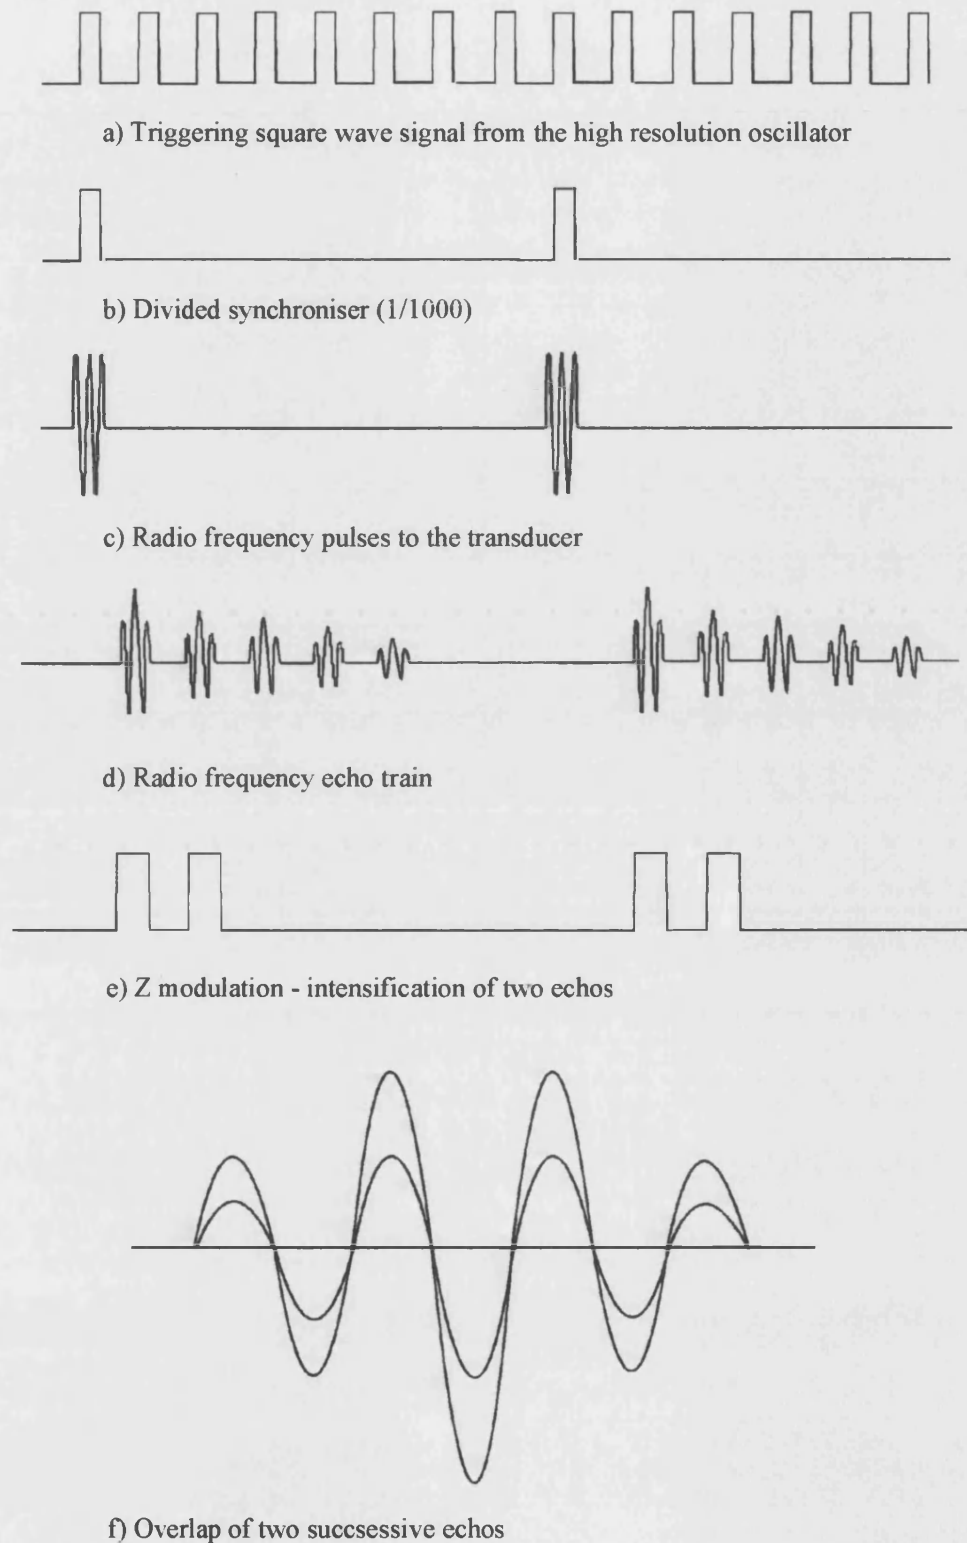 a) Triggering square wave signal from the high resolution oscillator
b) Divided synchroniser (1/1000)
c) Radio frequency pulses to the transducer
d) Radio frequency echo train
e) Z modulation - intensification of two echos
f) Overlap of two succsessive echos